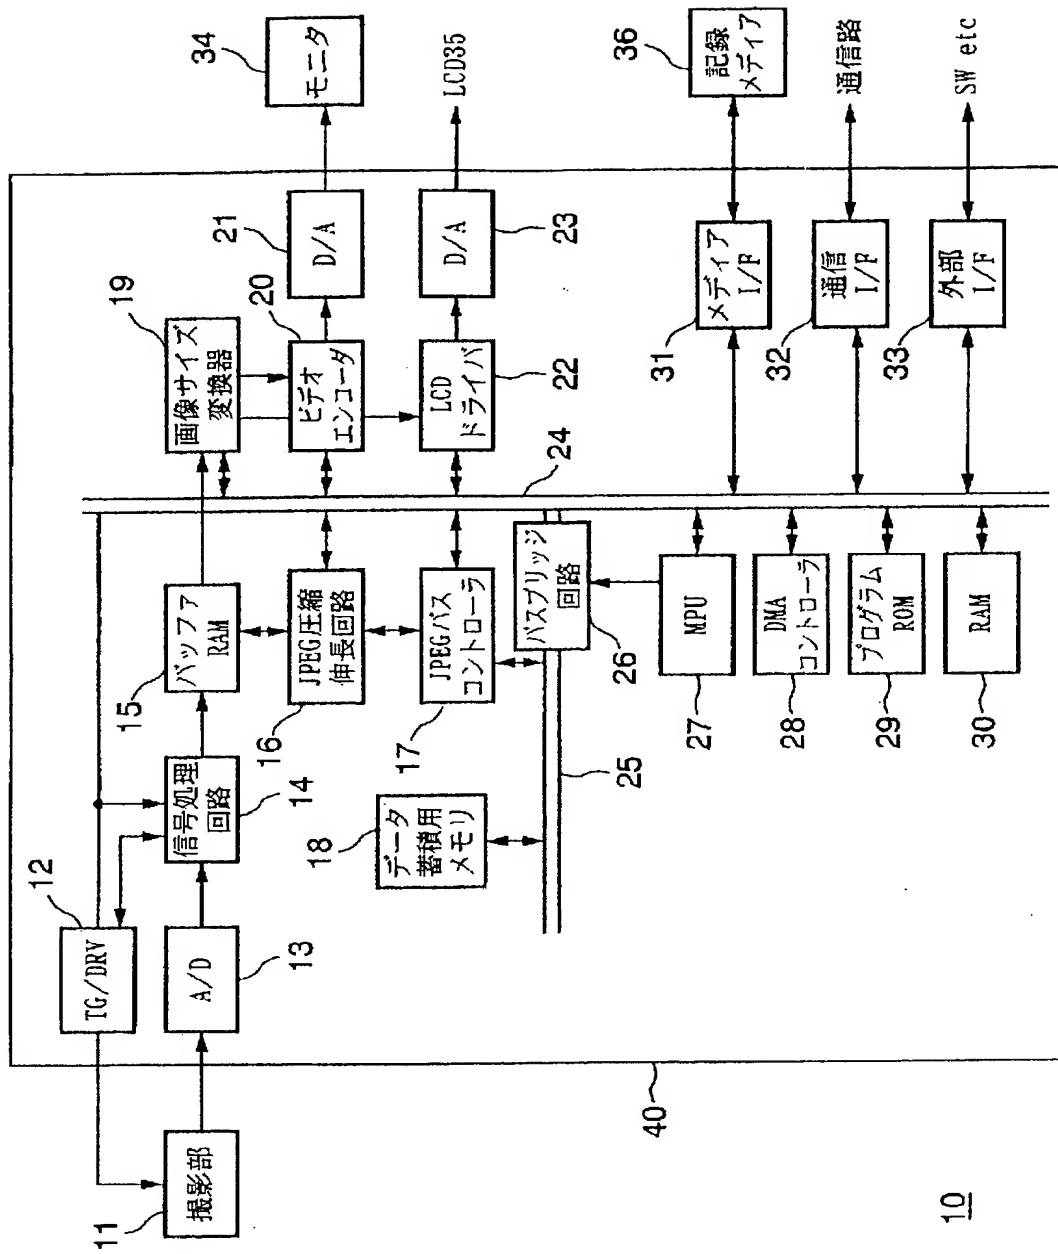 10
11
撮影部
12
TG/DRV
13
A/D
14
信号処理
回路
15
バッファ
RAM
16
JPEG圧縮
伸長回路
17
JPEGバス
コントローラ
18
データ
蓄積用
メモリ
19
画像サイズ
変換器
20
ビデオ
エンコーダ
21
D/A
34
モニタ
22
LCD
ドライバ
23
D/A
LCD35
24
25
26
バスブリッジ
回路
27
MPU
28
DMA
コントローラ
29
プログラム
ROM
30
RAM
31
メディア
I/F
36
記録
メディア
32
通信
I/F
通信路
33
外部
I/F
SW etc
40